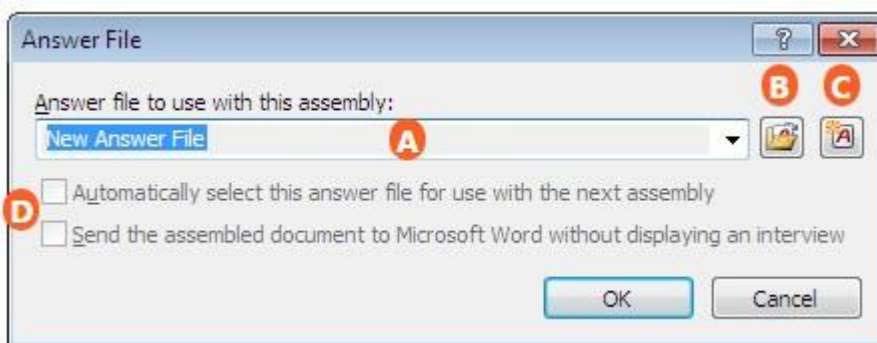 Answer File
B C
Answer file to use with this assembly:
New Answer File A
D
Automatically select this answer file for use with the next assembly
Send the assembled document to Microsoft Word without displaying an interview
OK Cancel